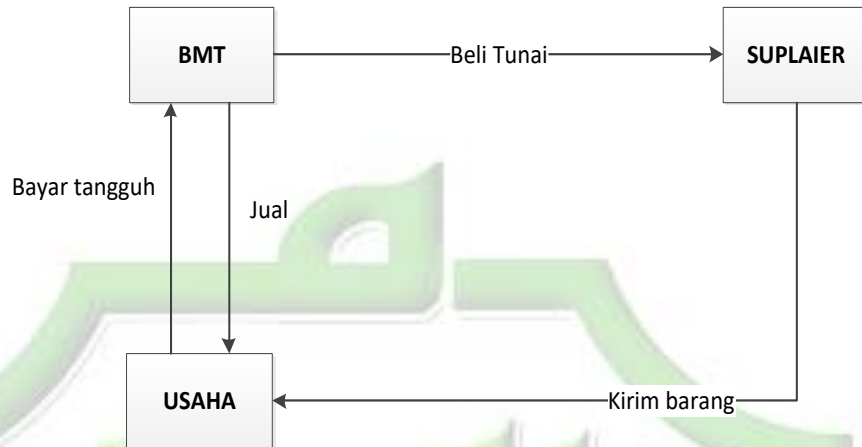 BMT
Beli Tunai
SUPLAIER
Bayar tangguh
Jual
USAHA
Kirim barang